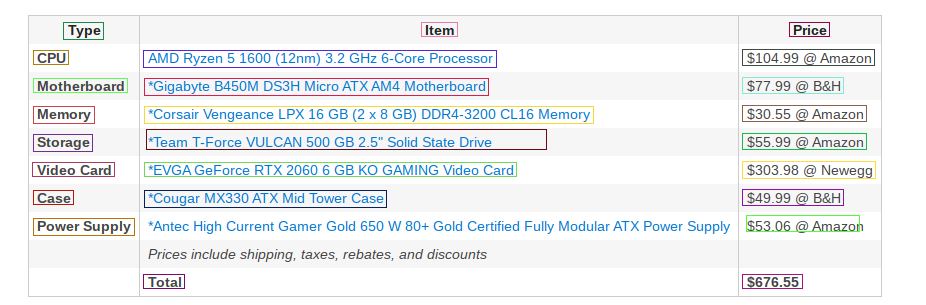 Type Item Price
CPU AMD Ryzen 5 1600 (12nm) 3.2 GHz 6-Core Processor $104.99 @ Amazon
Motherboard *Gigabyte B450M DS3H Micro ATX AM4 Motherboard $77.99 @ B&H
Memory *Corsair Vengeance LPX 16 GB (2 x 8 GB) DDR4-3200 CL16 Memory $30.55 @ Amazon
Storage *Team T-Force VULCAN 500 GB 2.5" Solid State Drive $55.99 @ Amazon
Video Card *EVGA GeForce RTX 2060 6 GB KO GAMING Video Card $303.98 @ Newegg
Case *Cougar MX330 ATX Mid Tower Case $49.99 @ B&H
Power Supply *Antec High Current Gamer Gold 650 W 80+ Gold Certified Fully Modular ATX Power Supply $53.06 @ Amazon
Prices include shipping, taxes, rebates, and discounts
Total $676.55